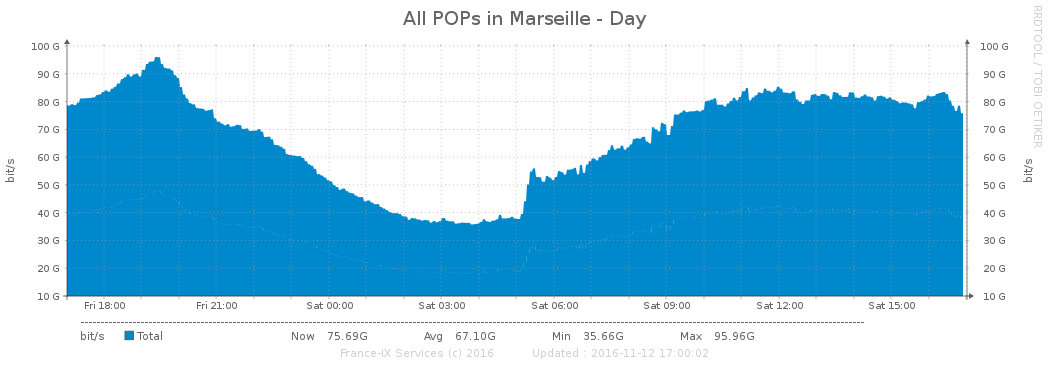 All POPs in Marseille - Day
RRDTOOL / TOBI OETIKER
100 G 100 G
90 G 90 G
80 G 80 G
70 G 70 G
60 G 60 G
bit/s bit/s
50 G 50 G
40 G 40 G
30 G 30 G
20 G 20 G
10 G 10 G
Fri 18:00 Fri 21:00 Sat 00:00 Sat 03:00 Sat 06:00 Sat 09:00 Sat 12:00 Sat 15:00
bit/s Total Now 75.69G Avg 67.10G Min 35.66G Max 95.96G
France-IX Services (c) 2016 Updated : 2016-11-12 17:00:02